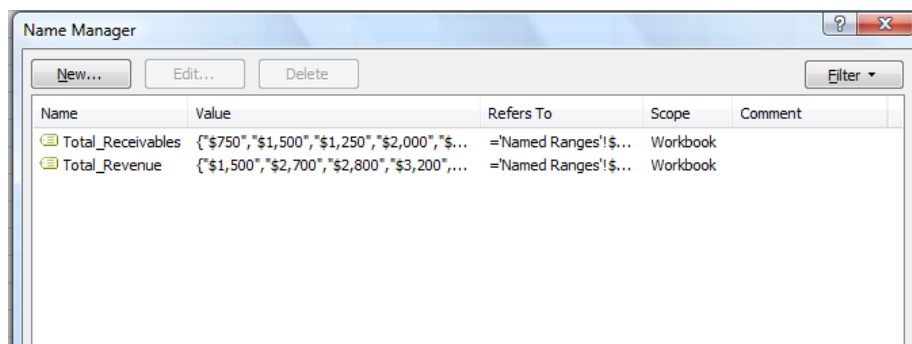 Name Manager
?
New... Edit... Delete Filter
Name Value Refers To Scope Comment
Total_Receivables {"$750","$1,500","$1,250","$2,000","$... ='Named Ranges'!$... Workbook
Total_Revenue {"$1,500","$2,700","$2,800","$3,200",... ='Named Ranges'!$... Workbook